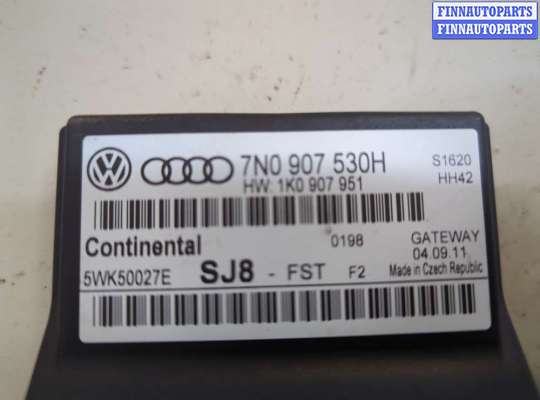 FINNAUTOPARTS
FINNAUTOPARTS
7N0 907 530H S1620
HW: 1K0 907 951 HH42
Continental 0198 GATEWAY
04.09.11
5WK50027E SJ8 - FST F2 Made in Czech Republic